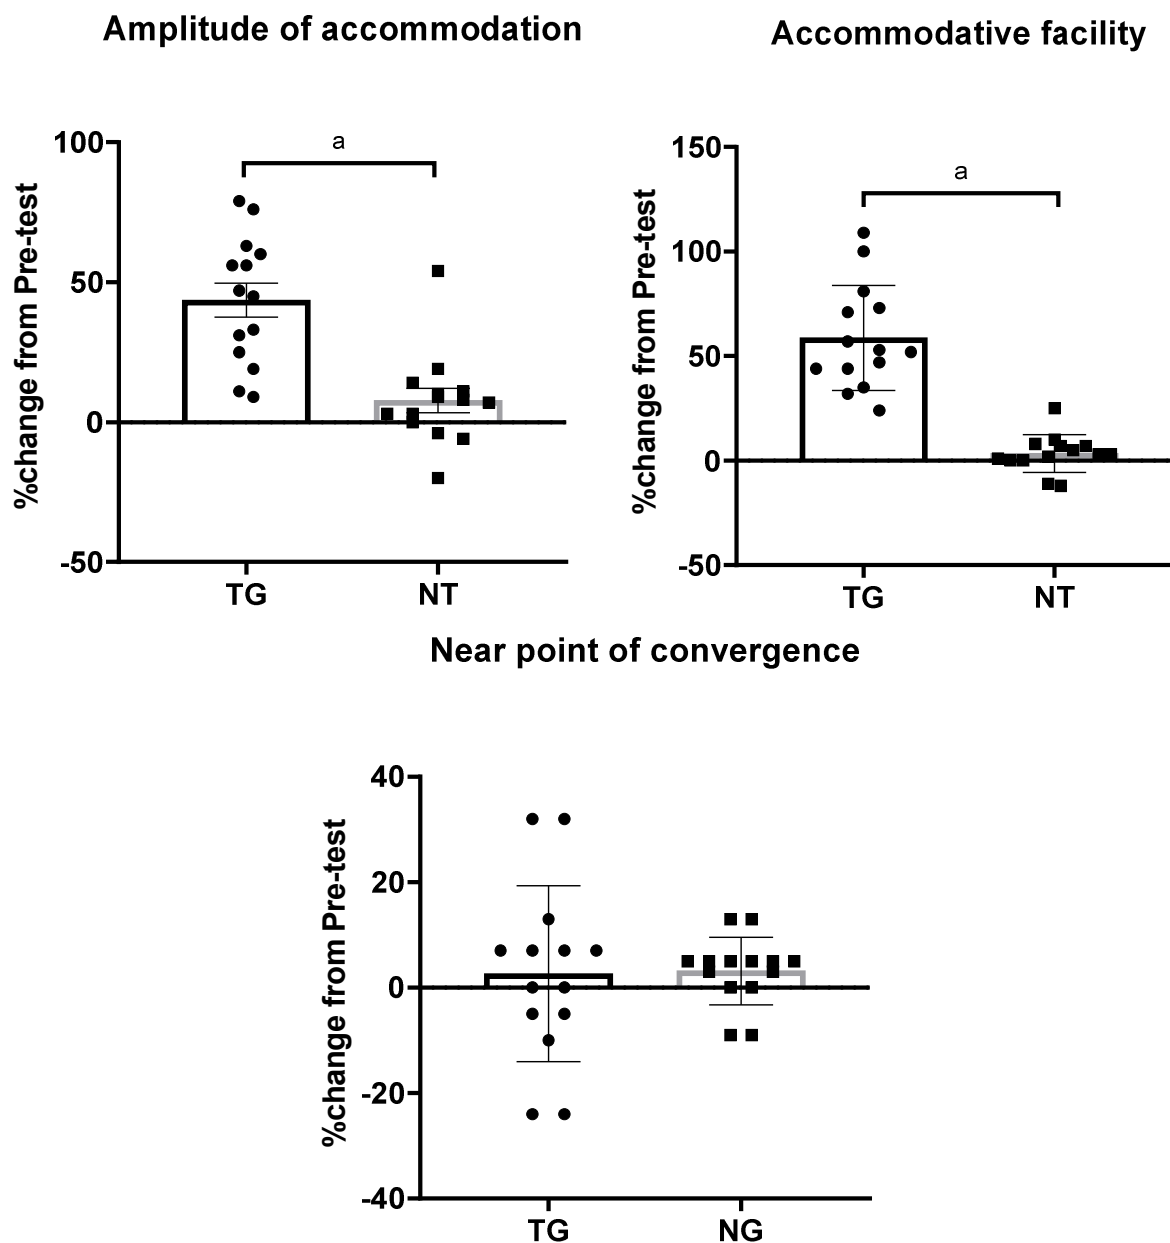 Amplitude of accommodation
%change from Pre-test
100
50
0
-50
a
TG NT
Accommodative facility
%change from Pre-test
150
100
50
0
-50
a
TG NT
Near point of convergence
%change from Pre-test
40
20
0
-20
-40
TG NG